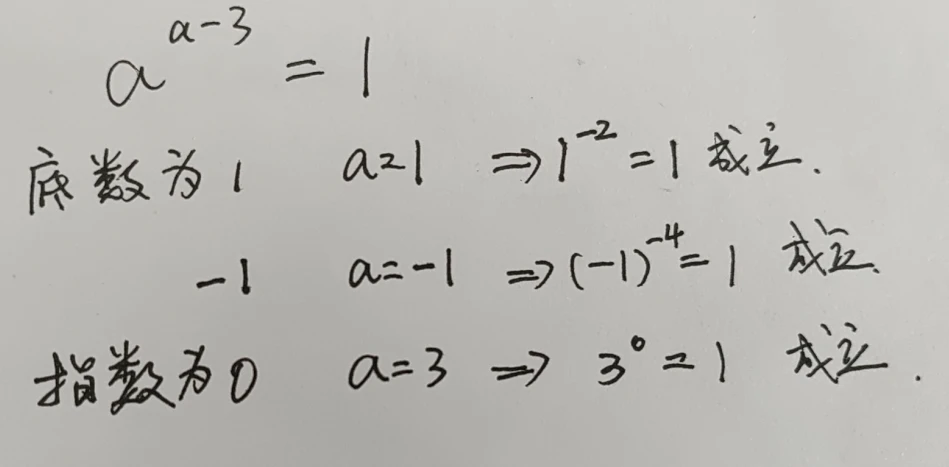 a^{a-3} = 1
底数为 1 a=1 ⇒ 1^{-2} = 1 成立.
-1 a=-1 ⇒ (-1)^{-4} = 1 成立.
指数为 0 a=3 ⇒ 3^0 = 1 成立.